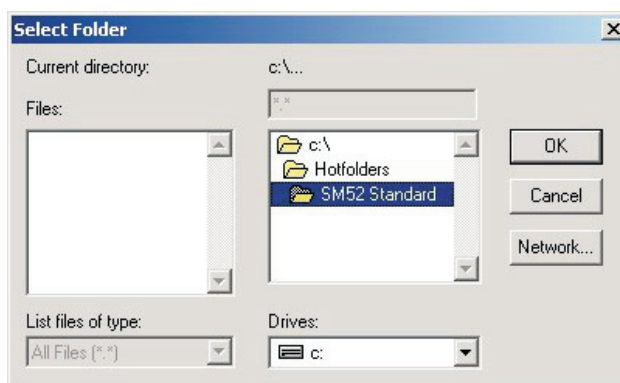 Select Folder
Current directory:
c:\...
Files:
*.*
c:\
Hotfolders
SM52 Standard
OK
Cancel
Network...
List files of type:
All Files (*.*)
Drives:
c: